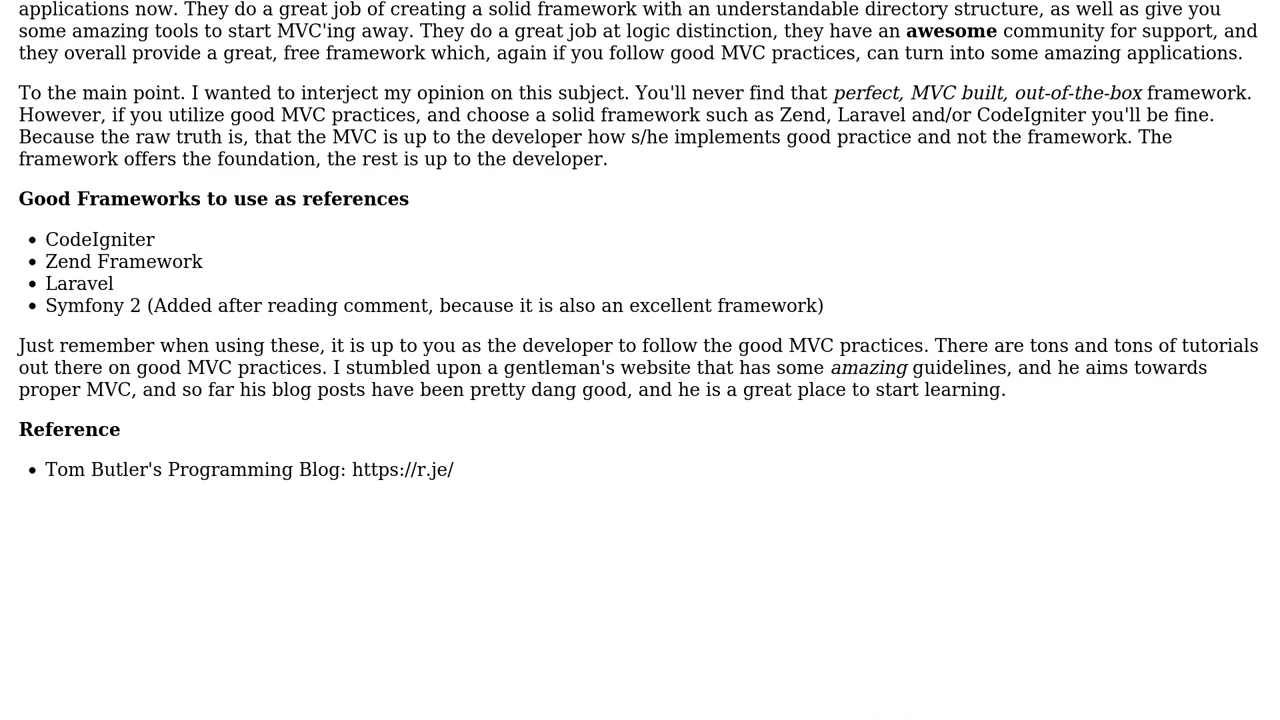 applications now. They do a great job of creating a solid framework with an understandable directory structure, as well as give you
some amazing tools to start MVC'ing away. They do a great job at logic distinction, they have an awesome community for support, and
they overall provide a great, free framework which, again if you follow good MVC practices, can turn into some amazing applications.
To the main point. I wanted to interject my opinion on this subject. You'll never find that perfect, MVC built, out-of-the-box framework.
However, if you utilize good MVC practices, and choose a solid framework such as Zend, Laravel and/or CodeIgniter you'll be fine.
Because the raw truth is, that the MVC is up to the developer how s/he implements good practice and not the framework. The
framework offers the foundation, the rest is up to the developer.
Good Frameworks to use as references
• CodeIgniter
• Zend Framework
• Laravel
• Symfony 2 (Added after reading comment, because it is also an excellent framework)
Just remember when using these, it is up to you as the developer to follow the good MVC practices. There are tons and tons of tutorials
out there on good MVC practices. I stumbled upon a gentleman's website that has some amazing guidelines, and he aims towards
proper MVC, and so far his blog posts have been pretty dang good, and he is a great place to start learning.
Reference
• Tom Butler's Programming Blog: https://r.je/